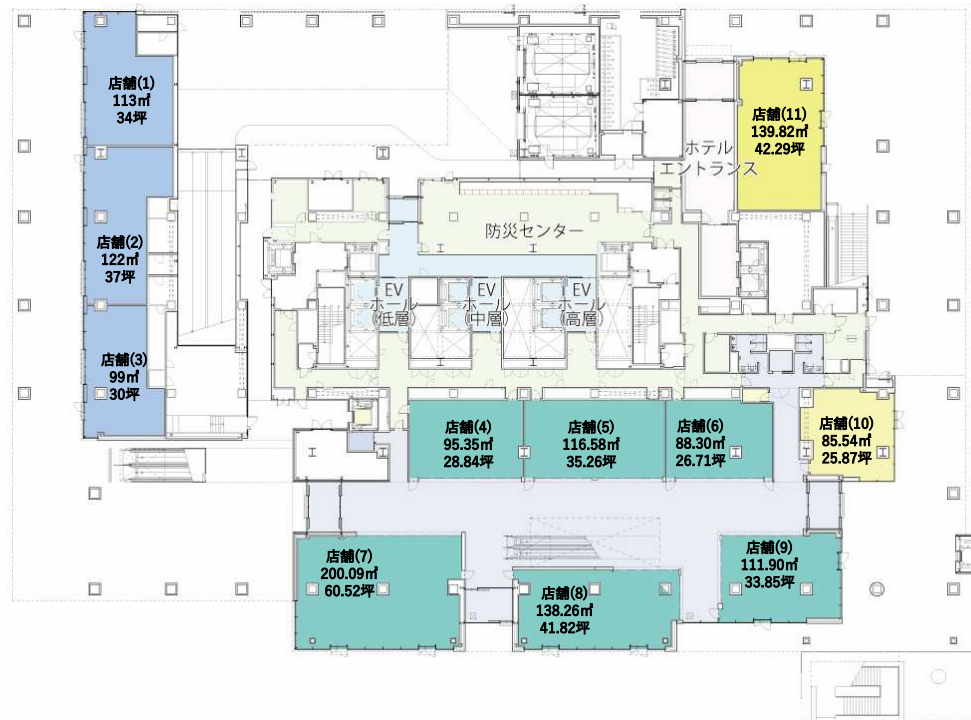 店舗(1)
113㎡
34坪
店舗(11)
139.82㎡
42.29坪
ホテル
エントランス
店舗(2)
122㎡
37坪
防災センター
EV
ホール
(低層)
EV
ホール
(中層)
EV
ホール
(高層)
店舗(3)
99㎡
30坪
店舗(4)
95.35㎡
28.84坪
店舗(5)
116.58㎡
35.26坪
店舗(6)
88.30㎡
26.71坪
店舗(10)
85.54㎡
25.87坪
店舗(7)
200.09㎡
60.52坪
店舗(8)
138.26㎡
41.82坪
店舗(9)
111.90㎡
33.85坪